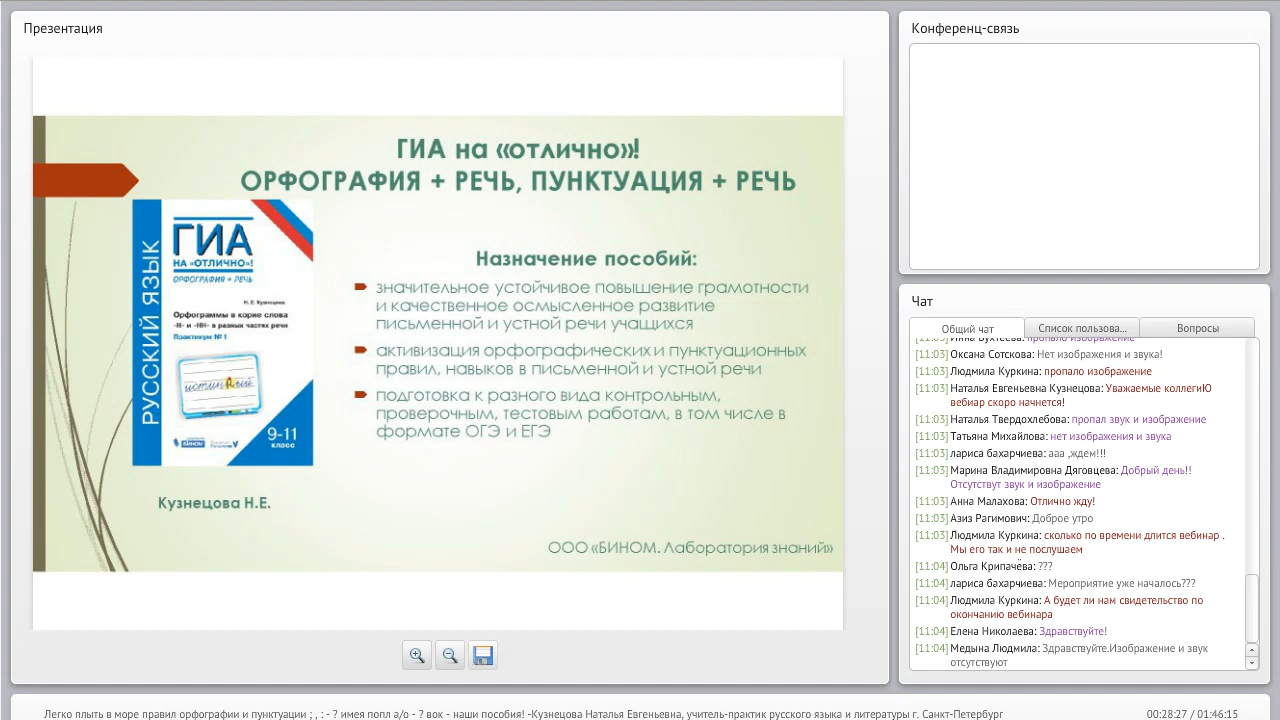 Презентация
ГИА на «отлично»!
ОРФОГРАФИЯ + РЕЧЬ, ПУНКТУАЦИЯ + РЕЧЬ
РУССКИЙ ЯЗЫК
ГИА
НА «ОТЛИЧНО»!
ОРФОГРАФИЯ + РЕЧЬ
Н. Е. Кузнецова
Орфограммы в корне слова
-Н- и -НН- в разных частях речи
Практикум № 1
истинный
БИНОМ
9-11
класс
Кузнецова Н.Е.
Назначение пособий:
значительное устойчивое повышение грамотности
и качественное осмысленное развитие
письменной и устной речи учащихся
активизация орфографических и пунктуационных
правил, навыков в письменной и устной речи
подготовка к разного вида контрольным,
проверочным, тестовым работам, в том числе в
формате ОГЭ и ЕГЭ
ООО «БИНОМ. Лаборатория знаний»
Конференц-связь
Чат
Общий чат
Список пользова...
Вопросы
[11:03] Инна Бухтеева: пропало изображение
[11:03] Оксана Сотскова: Нет изображения и звука!
[11:03] Людмила Куркина: пропало изображение
[11:03] Наталья Евгеньевна Кузнецова: Уважаемые коллегиЮ
вебиар скоро начнется!
[11:03] Наталья Твердохлебова: пропал звук и изображение
[11:03] Татьяна Михайлова: нет изображения и звука
[11:03] лариса бахарчиева: ааа ,ждем!!!
[11:03] Марина Владимировна Дяговцева: Добрый день!!
Отсутствут звук и изображение
[11:03] Анна Малахова: Отлично жду!
[11:03] Азиз Рагимович: Доброе утро
[11:03] Людмила Куркина: сколько по времени длится вебинар .
Мы его так и не послушаем
[11:04] Ольга Крипачёва: ???
[11:04] лариса бахарчиева: Мероприятие уже началось???
[11:04] Людмила Куркина: А будет ли нам свидетельство по
окончанию вебинара
[11:04] Елена Николаева: Здравствуйте!
[11:04] Медына Людмила: Здравствуйте.Изображение и звук
отсутствуют
Легко плыть в море правил орфографии и пунктуации ; , : - ? имея попл а/о - ? вок - наши пособия! -Кузнецова Наталья Евгеньевна, учитель-практик русского языка и литературы г. Санкт-Петербург
00:28:27 / 01:46:15